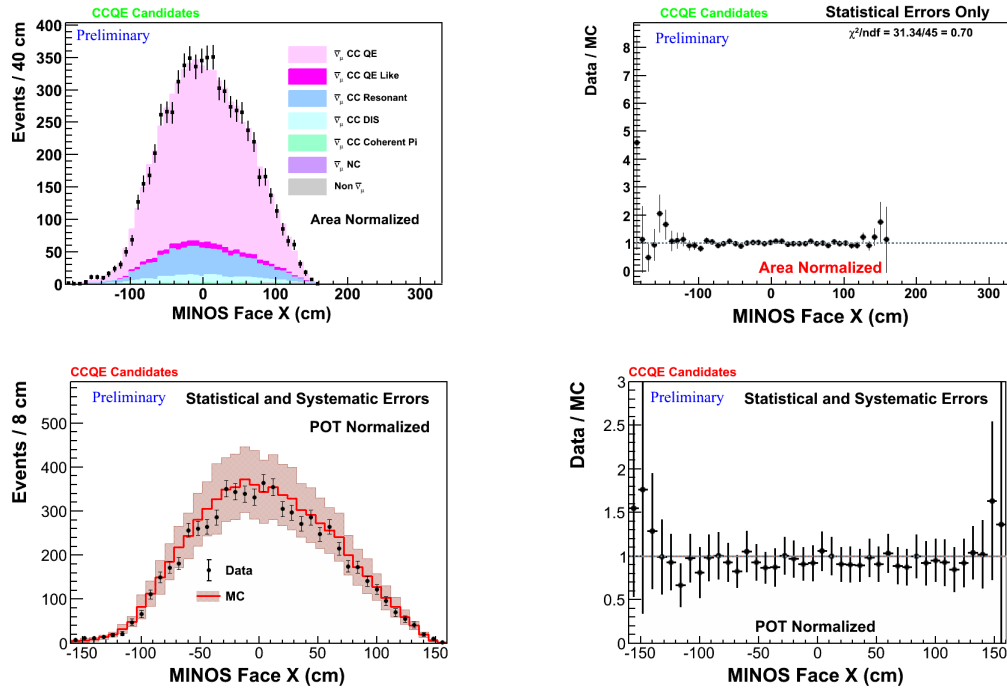 CCQE Candidates
Preliminary
Events / 40 cm
400
350
300
250
200
150
100
50
0
ν̅μ CC QE
ν̅μ CC QE Like
ν̅μ CC Resonant
ν̅μ CC DIS
ν̅μ CC Coherent Pi
ν̅μ NC
Non ν̅μ
Area Normalized
-100 0 100 200 300
MINOS Face X (cm)
CCQE Candidates
Statistical Errors Only
Preliminary
χ²/ndf = 31.34/45 = 0.70
Data / MC
8
7
6
5
4
3
2
1
0
Area Normalized
-100 0 100 200 300
MINOS Face X (cm)
CCQE Candidates
Preliminary
Statistical and Systematic Errors
POT Normalized
Events / 8 cm
500
400
300
200
100
0
Data
MC
-150 -100 -50 0 50 100 150
MINOS Face X (cm)
CCQE Candidates
Preliminary
Statistical and Systematic Errors
Data / MC
3
2.5
2
1.5
1
0.5
0
POT Normalized
-150 -100 -50 0 50 100 150
MINOS Face X (cm)